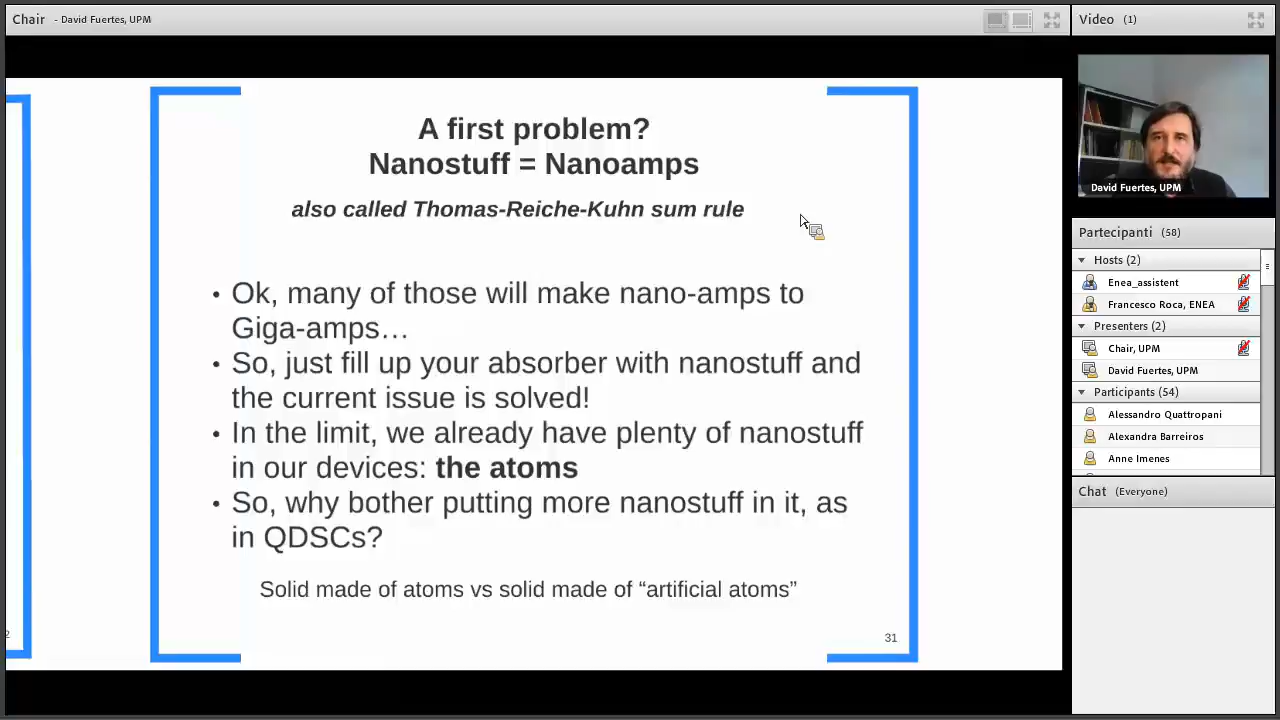 Chair - David Fuertes, UPM
A first problem?
Nanostuff = Nanoamps
also called Thomas-Reiche-Kuhn sum rule
• Ok, many of those will make nano-amps to
Giga-amps…
• So, just fill up your absorber with nanostuff and
the current issue is solved!
• In the limit, we already have plenty of nanostuff
in our devices: the atoms
• So, why bother putting more nanostuff in it, as
in QDSCs?
Solid made of atoms vs solid made of “artificial atoms”
31
2
Video (1)
David Fuertes, UPM
Partecipanti (58)
Hosts (2)
Enea_assistent
Francesco Roca, ENEA
Presenters (2)
Chair, UPM
David Fuertes, UPM
Participants (54)
Alessandro Quattropani
Alexandra Barreiros
Anne Imenes
Chat (Everyone)